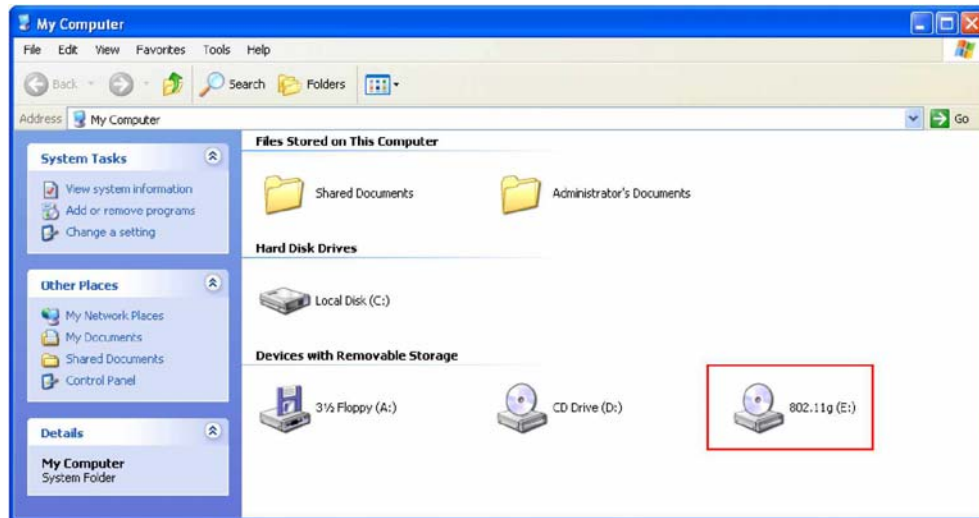 My Computer
File Edit View Favorites Tools Help
Back Search Folders
Address My Computer Go
System Tasks
View system information
Add or remove programs
Change a setting
Other Places
My Network Places
My Documents
Shared Documents
Control Panel
Details
My Computer
System Folder
Files Stored on This Computer
Shared Documents Administrator's Documents
Hard Disk Drives
Local Disk (C:)
Devices with Removable Storage
3½ Floppy (A:) CD Drive (D:) 802.11g (E:)